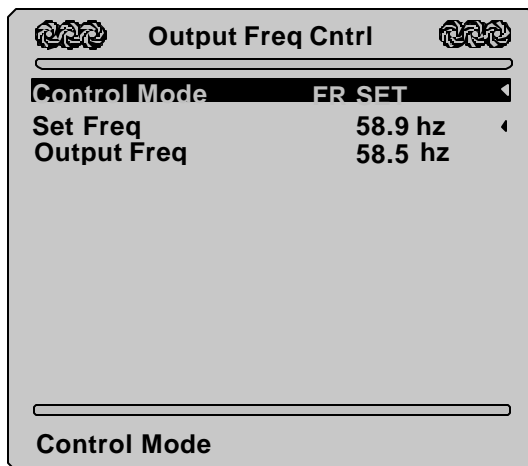 Output Freq Cntrl
Control Mode FR SET
Set Freq 58.9 hz
Output Freq 58.5 hz
Control Mode